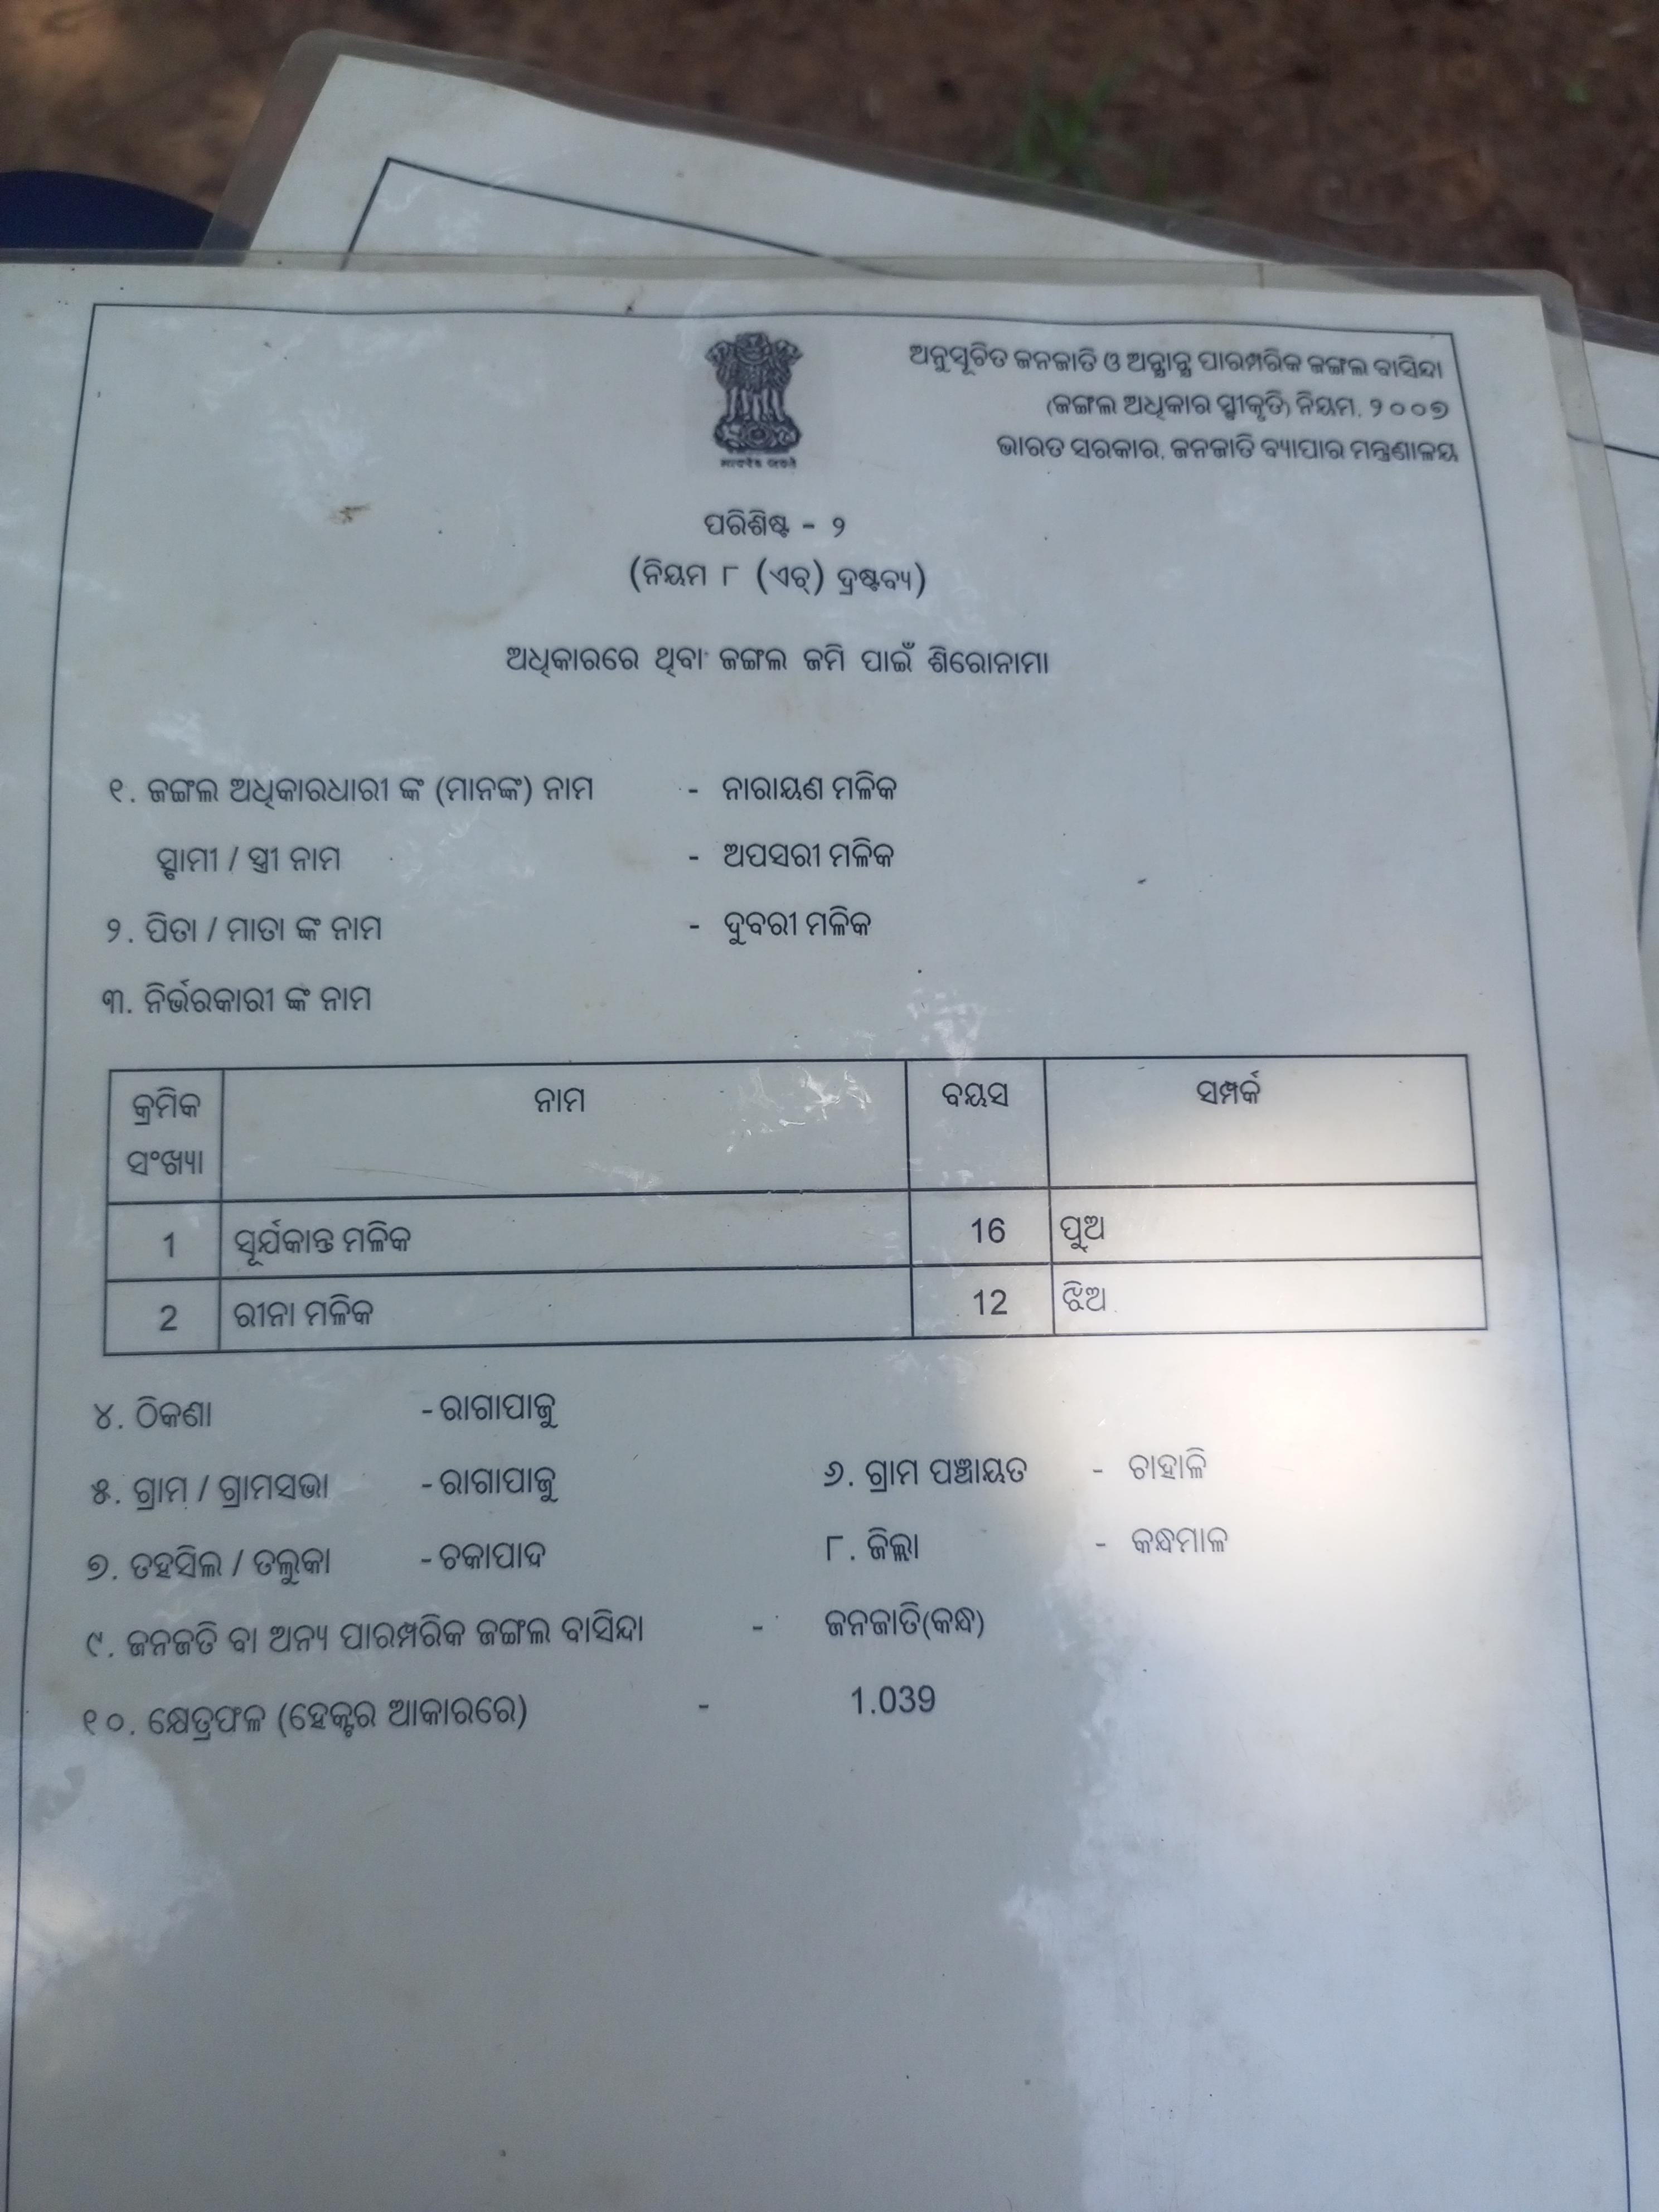 ଅନୁସୂଚିତ ଜନଜାତି ଓ ଅନ୍ଯାନ୍ଯ ପାରମ୍ପରିକ ଜଙ୍ଗଲ ବାସିନ୍ଦା
(ଜଙ୍ଗଲ ଅଧିକାର ସ୍ବୀକୃତି) ନିୟମ, ୨୦୦୭
ଭାରତ ସରକାର, ଜନଜାତି ବ୍ୟାପାର ମନ୍ତ୍ରଣାଳୟ
ପରିଶିଷ୍ଟ - ୨
(ନିୟମ ୮ (ଏଚ୍) ଦ୍ରଷ୍ଟବ୍ୟ)
ଅଧିକାରରେ ଥିବା ଜଙ୍ଗଲ ଜମି ପାଇଁ ଶିରୋନାମା
୧. ଜଙ୍ଗଲ ଅଧିକାରଧାରୀ ଙ୍କ (ମାନଙ୍କ) ନାମ - ନାରାୟଣ ମଳିକ
ସ୍ବାମୀ / ସ୍ତ୍ରୀ ନାମ - ଅପସରୀ ମଳିକ
୨. ପିତା / ମାତା ଙ୍କ ନାମ - ଦୁବରୀ ମଳିକ
୩. ନିର୍ଭରକାରୀ ଙ୍କ ନାମ
କ୍ରମିକ ସଂଖ୍ୟା ନାମ ବୟସ ସମ୍ପର୍କ
1 ସୂର୍ଯକାନ୍ତ ମଳିକ 16 ପୁଅ
2 ରୀନା ମଳିକ 12 ଝିଅ
୪. ଠିକଣା - ରାଗାପାଜୁ
୫. ଗ୍ରାମ / ଗ୍ରାମସଭା - ରାଗାପାଜୁ ୬. ଗ୍ରାମ ପଞ୍ଚାୟତ - ଚାହାଳି
୭. ତହସିଲ / ତଲୁକା - ଚକାପାଦ ୮. ଜିଲ୍ଲା - କନ୍ଧମାଳ
୯. ଜନଜତି ବା ଅନ୍ୟ ପାରମ୍ପରିକ ଜଙ୍ଗଲ ବାସିନ୍ଦା - ଜନଜାତି(କନ୍ଧ)
୧୦. କ୍ଷେତ୍ରଫଳ (ହେକ୍ଟର ଆକାରରେ) - 1.039